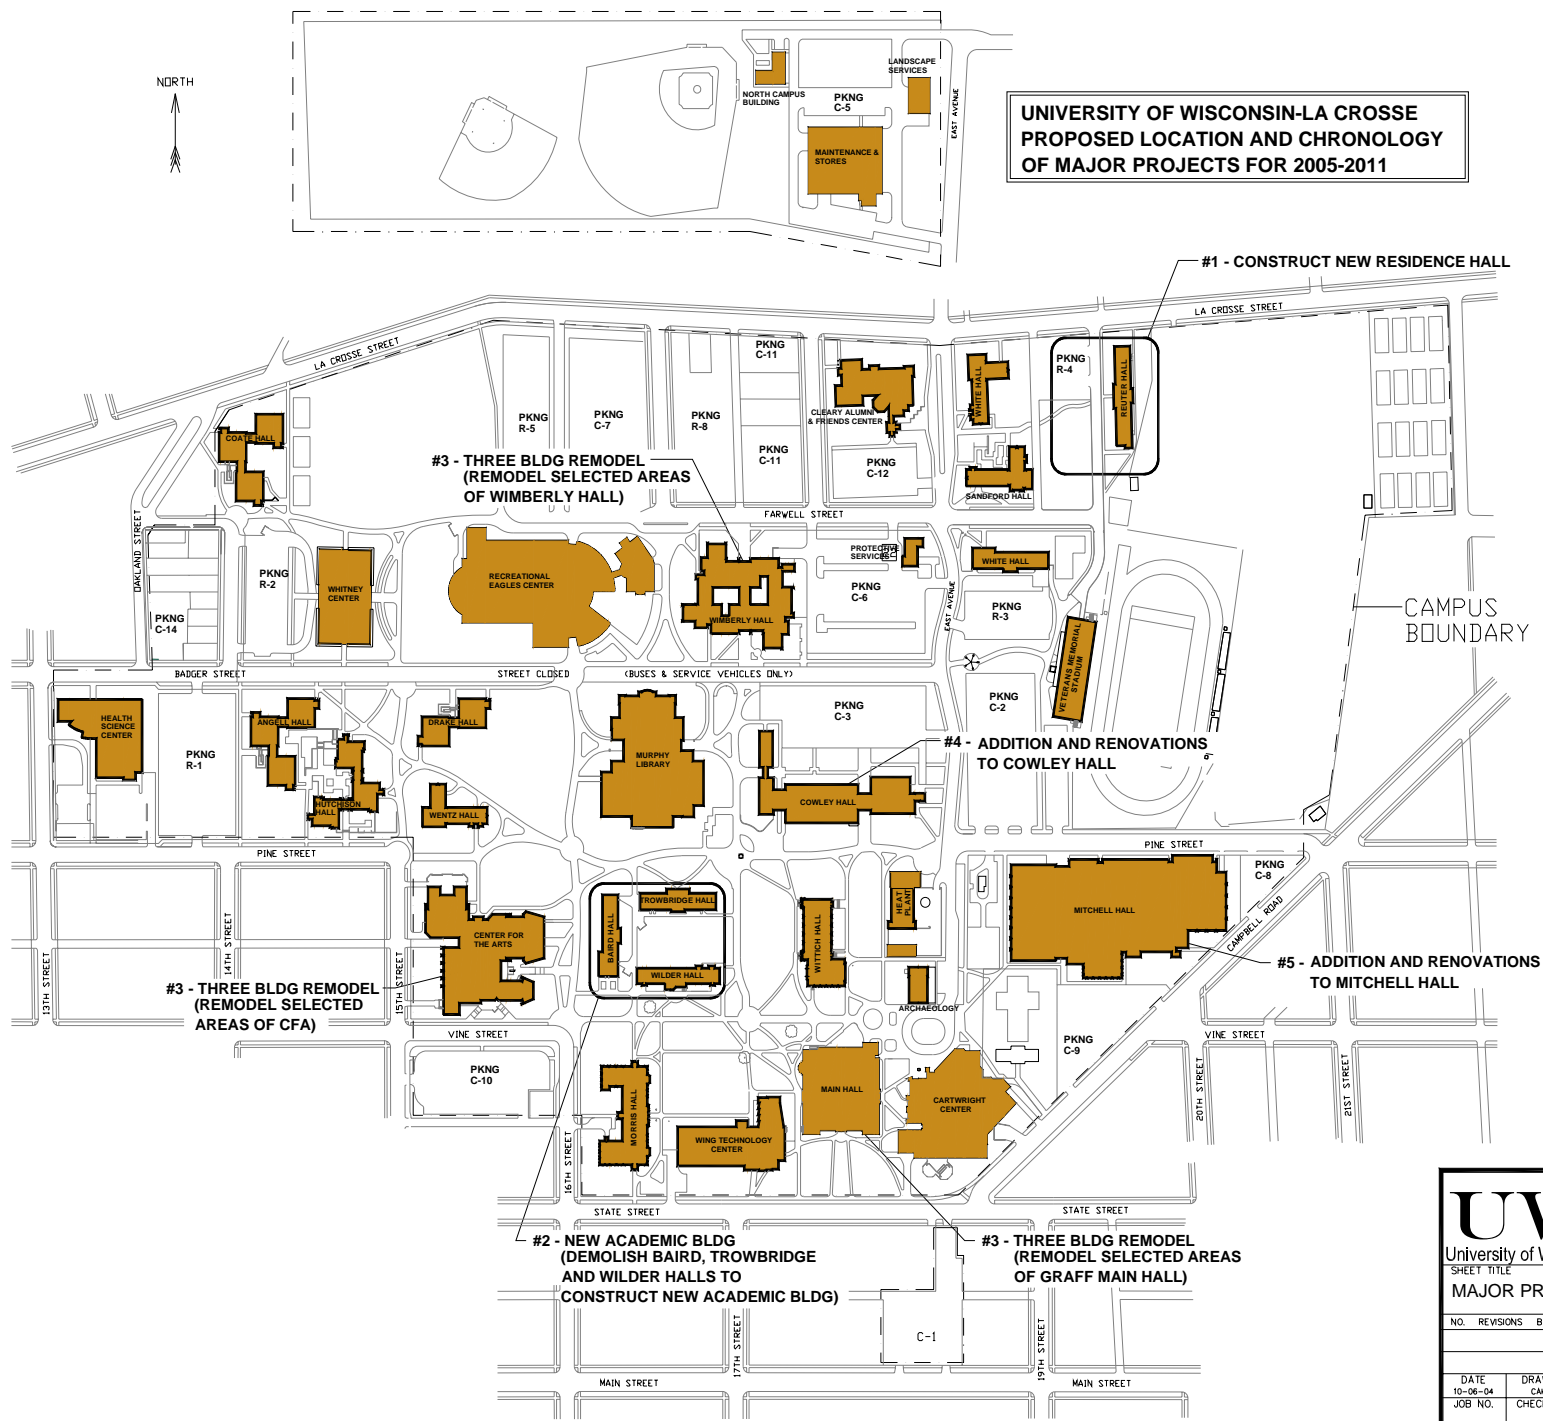 NORTH
LANDSCAPE
SERVICES
NORTH CAMPUS
BUILDING
PKNG
C-5
EAST AVENUE
MAINTENANCE &
STORES
UNIVERSITY OF WISCONSIN-LA CROSSE
PROPOSED LOCATION AND CHRONOLOGY
OF MAJOR PROJECTS FOR 2005-2011
#1 - CONSTRUCT NEW RESIDENCE HALL
LA CROSSE STREET
LA CROSSE STREET
PKNG
C-11
PKNG
R-4
WHITE HALL
REUTER HALL
PKNG
R-5
PKNG
C-7
PKNG
R-8
CLEARY ALUMNI
& FRIENDS CENTER
COATE HALL
PKNG
C-11
PKNG
C-12
#3 - THREE BLDG REMODEL
(REMODEL SELECTED AREAS
OF WIMBERLY HALL)
SANDFORD HALL
FARWELL STREET
OAKLAND STREET
PROTECTIVE
SERVICES
WHITE HALL
PKNG
R-2
RECREATIONAL
EAGLES CENTER
WHITNEY
CENTER
PKNG
C-6
EAST AVENUE
PKNG
R-3
CAMPUS
BOUNDARY
PKNG
C-14
WIMBERLY HALL
VETERANS MEMORIAL
STADIUM
BADGER STREET
STREET CLOSED
(BUSES & SERVICE VEHICLES ONLY)
PKNG
C-2
PKNG
C-3
HEALTH
SCIENCE
CENTER
ANGELL HALL
DRAKE HALL
PKNG
R-1
MURPHY
LIBRARY
#4 - ADDITION AND RENOVATIONS
TO COWLEY HALL
HUTCHISON
HALL
WENTZ HALL
COWLEY HALL
PINE STREET
PINE STREET
PKNG
C-8
TROWBRIDGE HALL
HEAT
PLANT
MITCHELL HALL
CAMPBELL ROAD
CENTER FOR
THE ARTS
BAIRD HALL
WITTICH HALL
WILDER HALL
13TH STREET
14TH STREET
15TH STREET
#5 - ADDITION AND RENOVATIONS
TO MITCHELL HALL
#3 - THREE BLDG REMODEL
(REMODEL SELECTED
AREAS OF CFA)
ARCHAEOLOGY
VINE STREET
VINE STREET
PKNG
C-9
PKNG
C-10
MAIN HALL
CARTWRIGHT
CENTER
20TH STREET
21ST STREET
MORRIS HALL
WING TECHNOLOGY
CENTER
16TH STREET
STATE STREET
STATE STREET
#2 - NEW ACADEMIC BLDG
(DEMOLISH BAIRD, TROWBRIDGE
AND WILDER HALLS TO
CONSTRUCT NEW ACADEMIC BLDG)
#3 - THREE BLDG REMODEL
(REMODEL SELECTED AREAS
OF GRAFF MAIN HALL)
C-1
17TH STREET
19TH STREET
MAIN STREET
MAIN STREET
University of
SHEET TITLE
MAJOR
NO. REVISIONS
DATE
10-06-04
JOB NO.